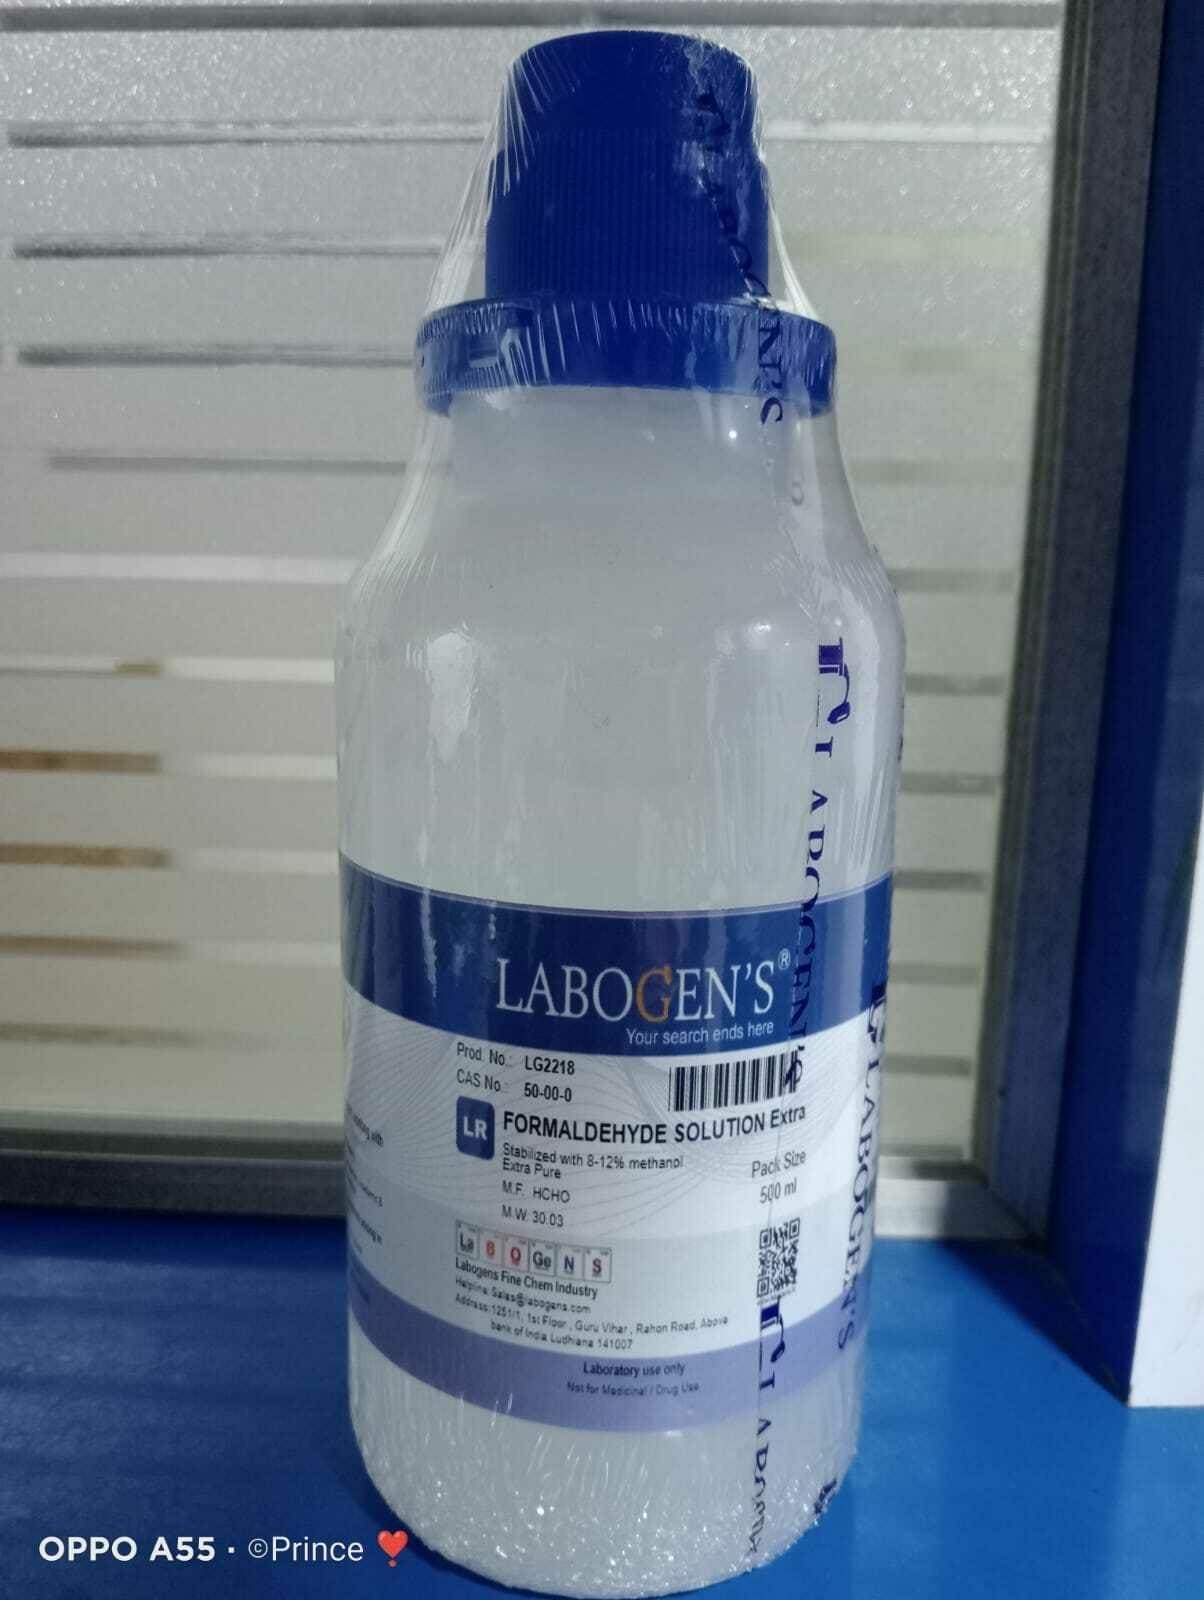 LABOGEN'S®
Your search ends here
Prod. No.: LG2218
CAS No.: 50-00-0
LR
FORMALDEHYDE SOLUTION Extra
Stabilized with 8-12% methanol
Extra Pure
Pack Size
500 ml
M.F. HCHO
M.W. 30.03
La B O Ge N S
Labogens Fine Chem Industry
Helpline: Sales@labogens.com
Address: 1251/1, 1st Floor, Guru Vihar, Rahon Road, Above
bank of India Ludhiana 141007
Laboratory use only
Not for Medicinal / Drug Use
LABOGEN'S
LABOGEN'S
OPPO A55 · ©Prince ❤️